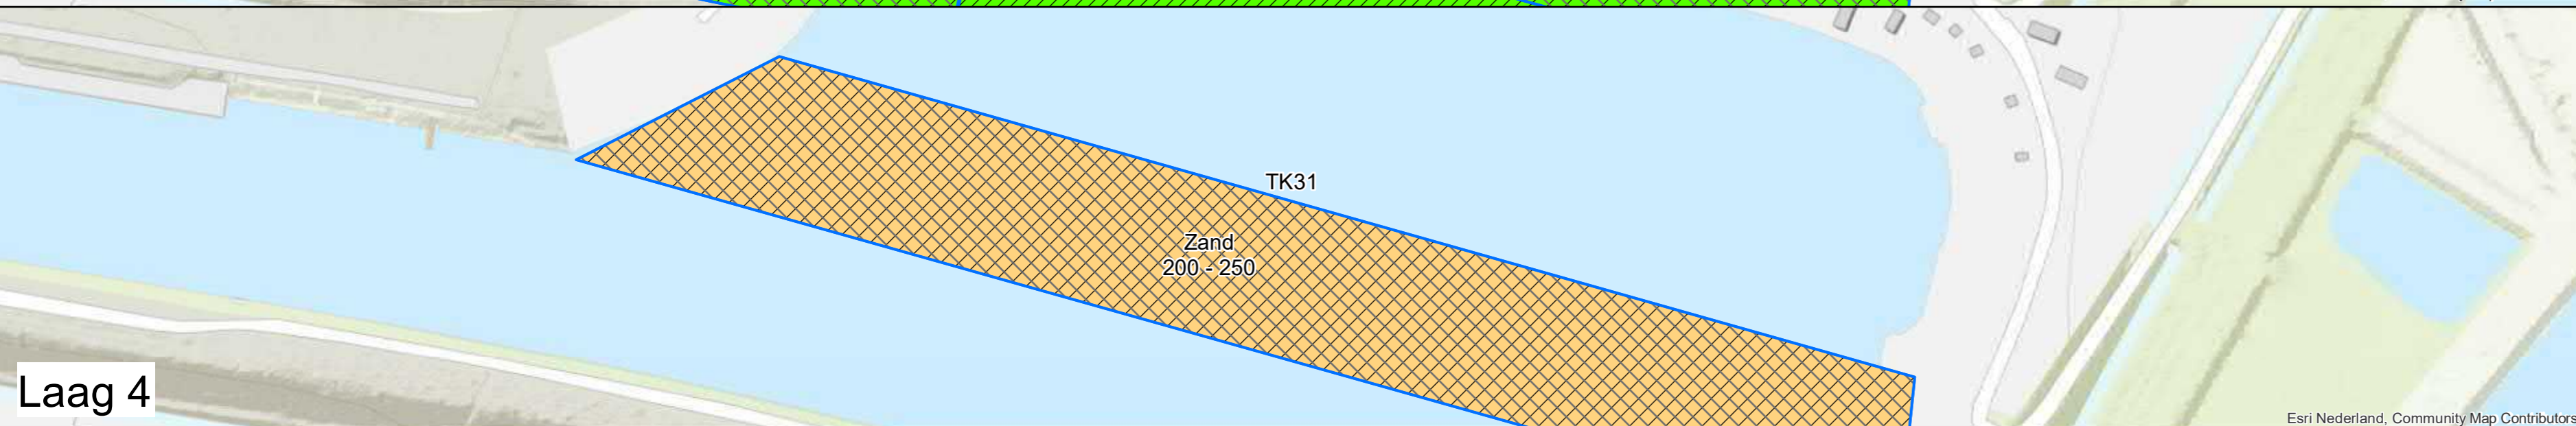 TK31
Zand
200 - 250
Laag 4
Esri Nederland, Community Map Contributors